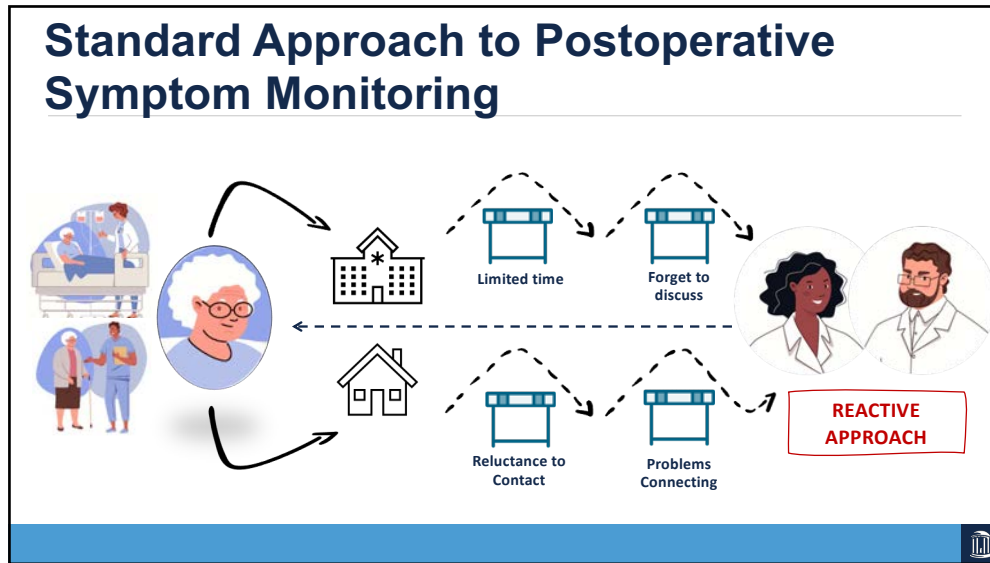 Standard Approach to Postoperative
Symptom Monitoring
Limited time
Forget to
discuss
Reluctance to
Contact
Problems
Connecting
REACTIVE
APPROACH